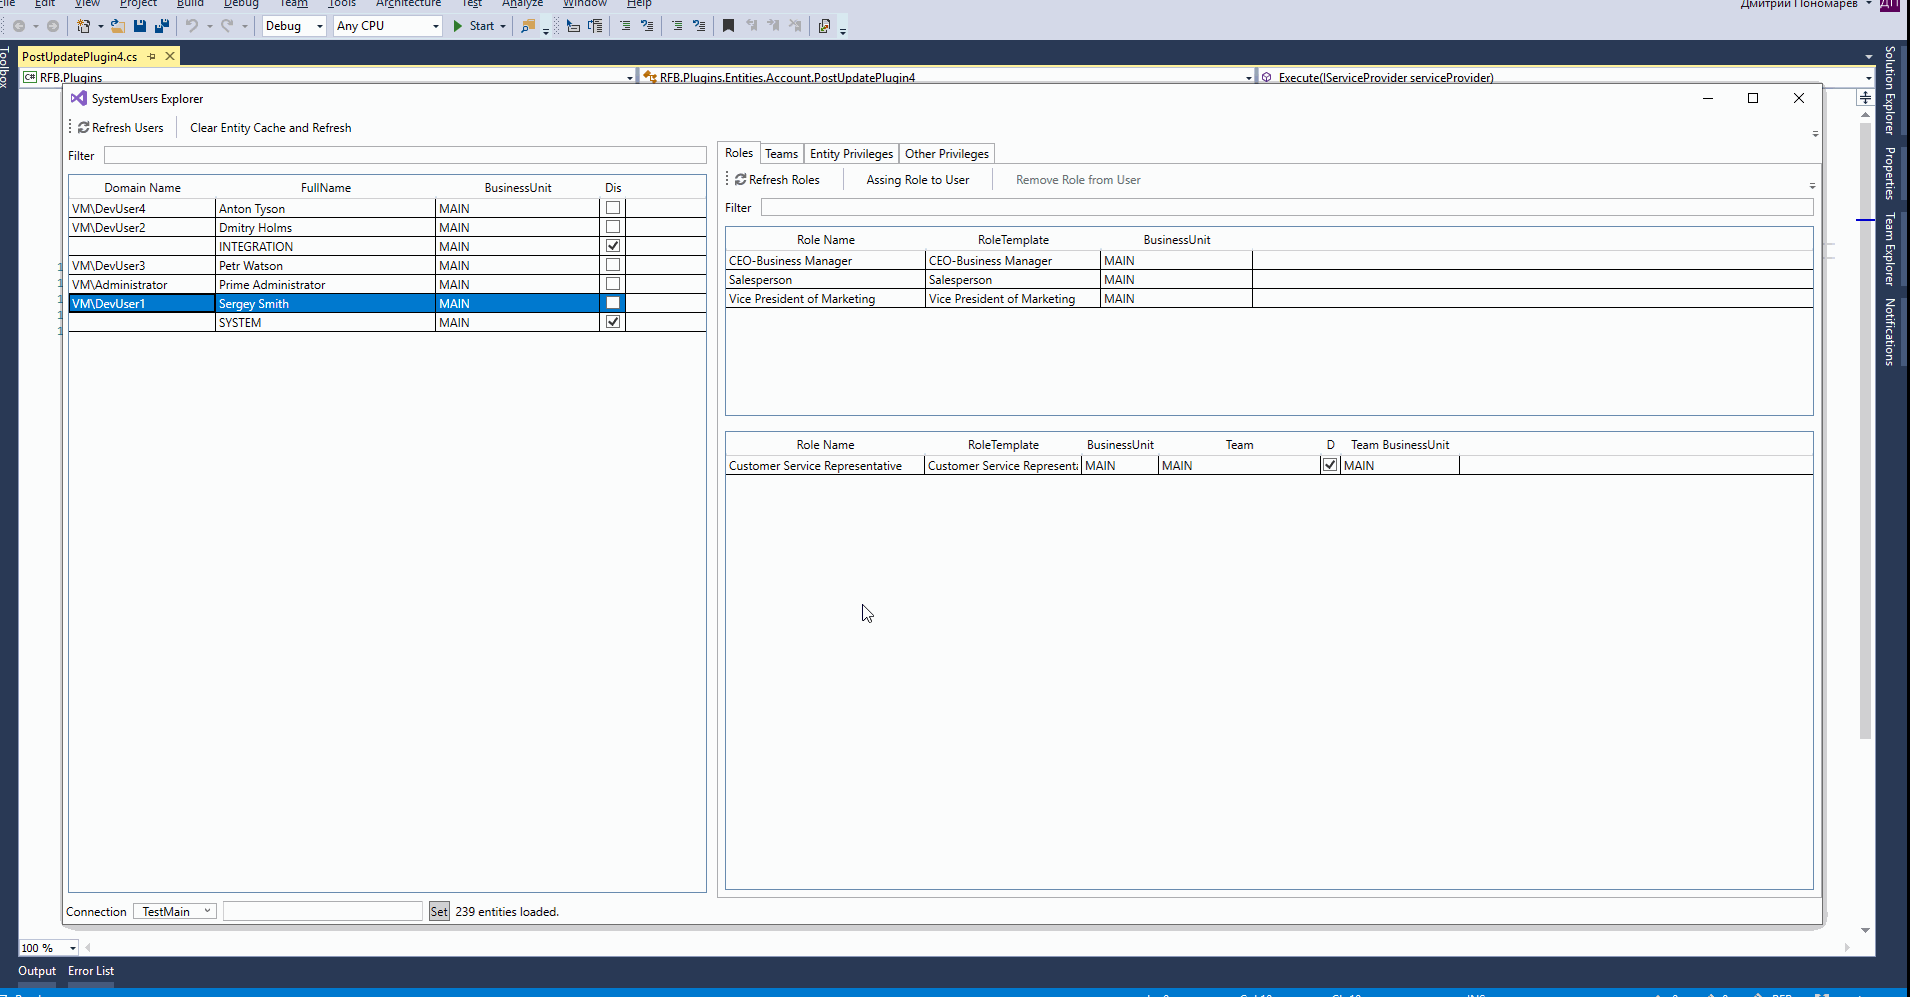 File Edit View Project Build Debug Team Tools Architecture Test Analyze Window Help Дмитрий Пономарев ДП
Debug Any CPU Start
PostUpdatePlugin4.cs
C# RFB.Plugins RFB.Plugins.Entities.Account.PostUpdatePlugin4 Execute(IServiceProvider serviceProvider)
Toolbox
Solution Explorer
Properties
Team Explorer
Notifications
SystemUsers Explorer
Refresh Users Clear Entity Cache and Refresh
Filter
Domain Name FullName BusinessUnit Dis
VM\DevUser4 Anton Tyson MAIN
VM\DevUser2 Dmitry Holms MAIN
INTEGRATION MAIN
VM\DevUser3 Petr Watson MAIN
VM\Administrator Prime Administrator MAIN
VM\DevUser1 Sergey Smith MAIN
SYSTEM MAIN
1
1
1
1
1
Roles Teams Entity Privileges Other Privileges
Refresh Roles Assing Role to User Remove Role from User
Filter
Role Name RoleTemplate BusinessUnit
CEO-Business Manager CEO-Business Manager MAIN
Salesperson Salesperson MAIN
Vice President of Marketing Vice President of Marketing MAIN
Role Name RoleTemplate BusinessUnit Team D Team BusinessUnit
Customer Service Representative Customer Service Representa MAIN MAIN MAIN
Connection TestMain Set 239 entities loaded.
100 %
Output Error List